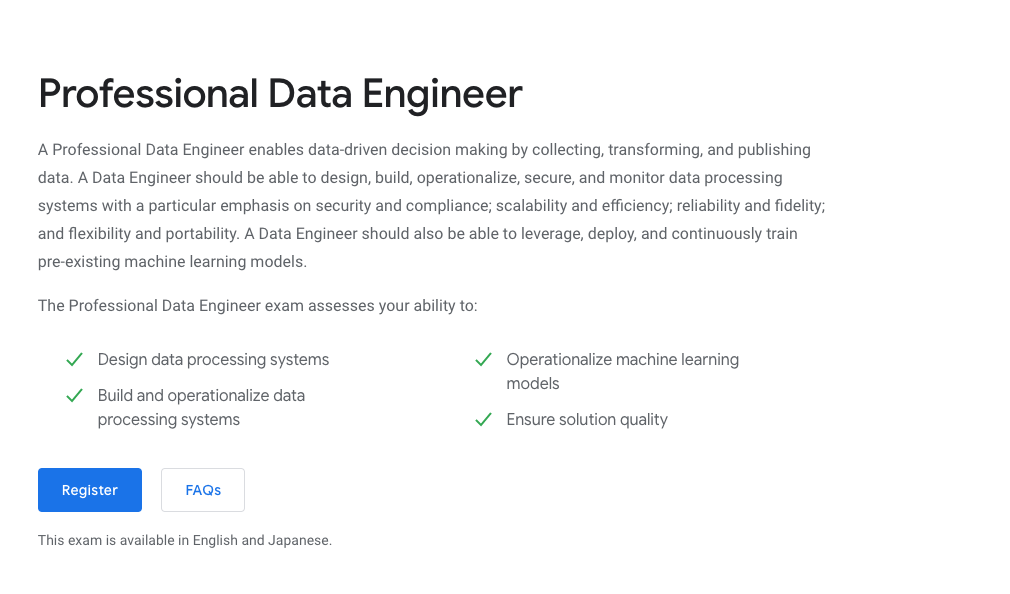 Professional Data Engineer
A Professional Data Engineer enables data-driven decision making by collecting, transforming, and publishing
data. A Data Engineer should be able to design, build, operationalize, secure, and monitor data processing
systems with a particular emphasis on security and compliance; scalability and efficiency; reliability and fidelity;
and flexibility and portability. A Data Engineer should also be able to leverage, deploy, and continuously train
pre-existing machine learning models.
The Professional Data Engineer exam assesses your ability to:
Design data processing systems
Build and operationalize data
processing systems
Operationalize machine learning
models
Ensure solution quality
Register
FAQs
This exam is available in English and Japanese.